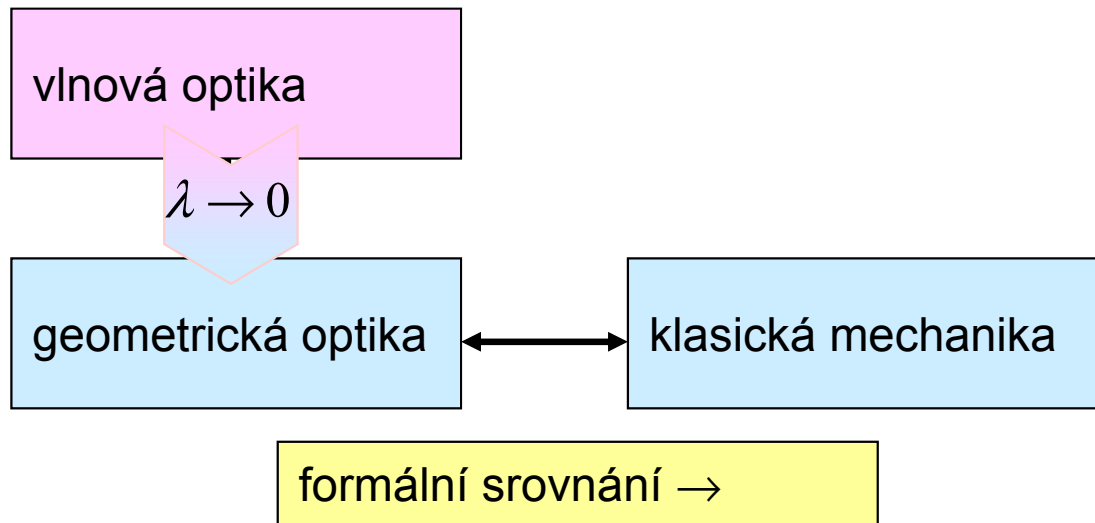 vlnová optika
λ → 0
geometrická optika
klasická mechanika
formální srovnání →